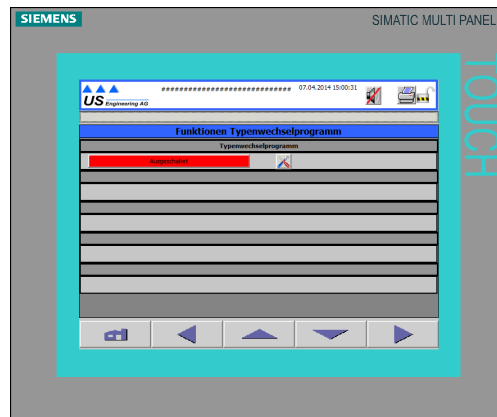 SIEMENS
SIMATIC MULTI PANEL
TOUCH
US Engineering AG
############################## 07.04.2014 15:00:31
Funktionen Typenwechselprogramm
Typenwechselprogramm
Ausgeschaltet